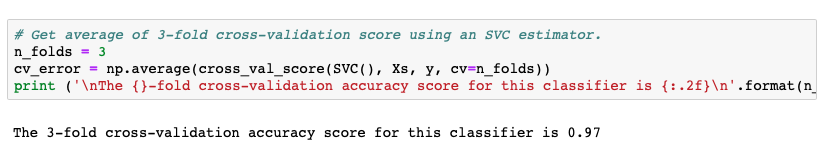 # Get average of 3-fold cross-validation score using an SVC estimator.
n_folds = 3
cv_error = np.average(cross_val_score(SVC(), Xs, y, cv=n_folds))
print ('\nThe {}-fold cross-validation accuracy score for this classifier is {:.2f}\n'.format(n_
The 3-fold cross-validation accuracy score for this classifier is 0.97